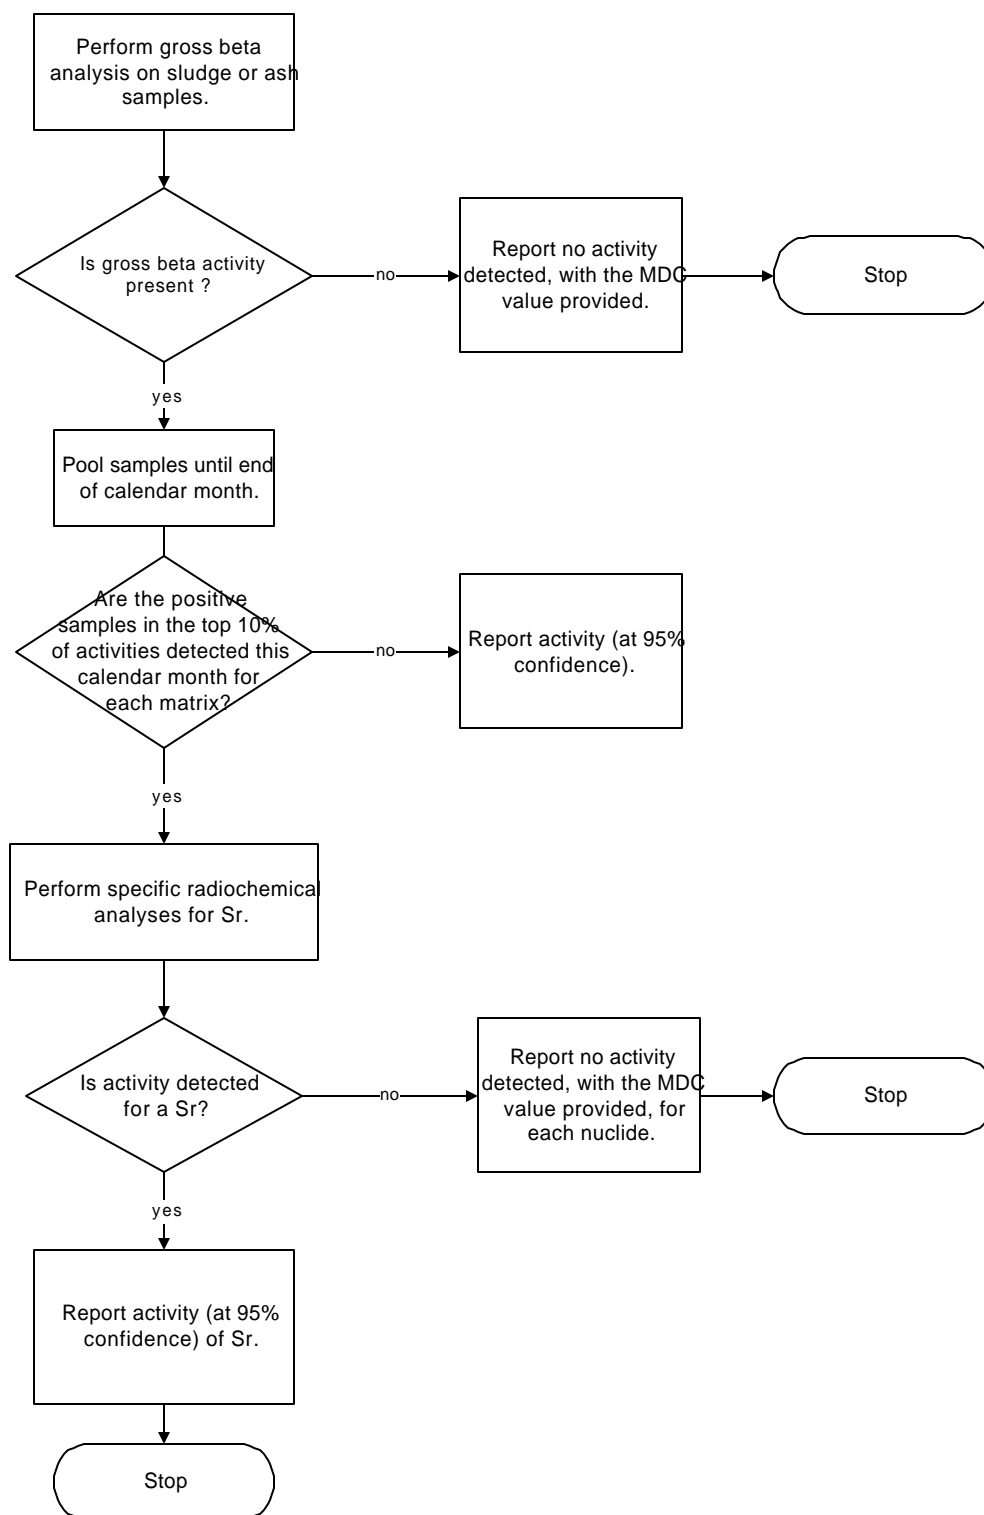 Perform gross beta
analysis on sludge or ash
samples.
Is gross beta activity
present ?
no
Report no activity
detected, with the MDC
value provided.
Stop
yes
Pool samples until end
of calendar month.
Are the positive
samples in the top 10%
of activities detected this
calendar month for
each matrix?
no
Report activity (at 95%
confidence).
yes
Perform specific radiochemical
analyses for Sr.
Is activity detected
for a Sr?
no
Report no activity
detected, with the MDC
value provided, for
each nuclide.
Stop
yes
Report activity (at 95%
confidence) of Sr.
Stop